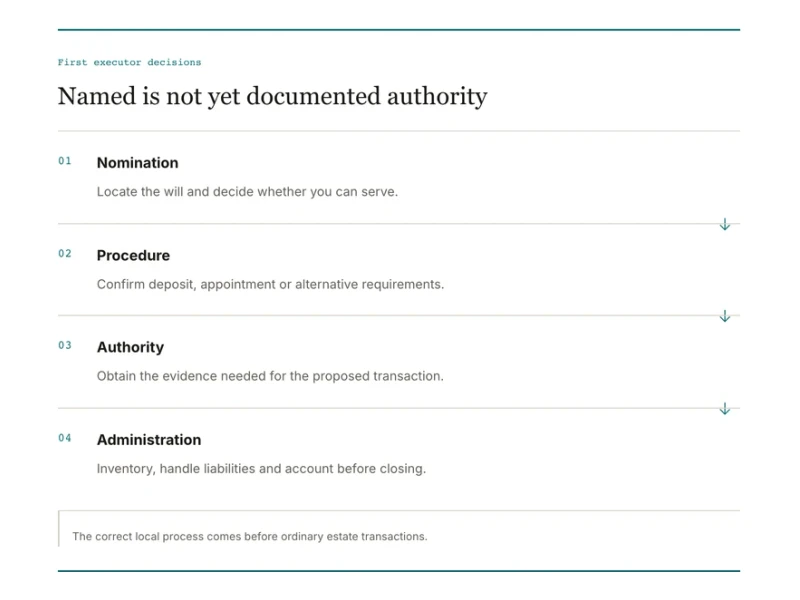 First executor decisions
Named is not yet documented authority
01 Nomination
Locate the will and decide whether you can serve.
02 Procedure
Confirm deposit, appointment or alternative requirements.
03 Authority
Obtain the evidence needed for the proposed transaction.
04 Administration
Inventory, handle liabilities and account before closing.
The correct local process comes before ordinary estate transactions.